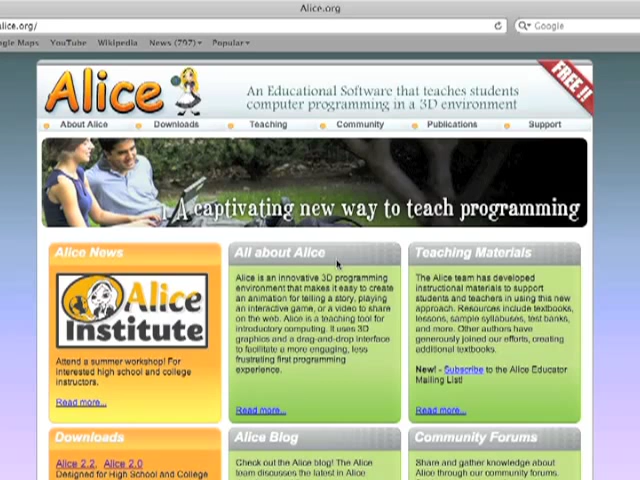 Alice.org
alice.org/
Google
gle Maps YouTube Wikipedia News (797) Popular
Alice
An Educational Software that teaches students
computer programming in a 3D environment
FREE !!
About Alice Downloads Teaching Community Publications Support
A captivating new way to teach programming
Alice News
Alice
Institute
Attend a summer workshop! For
interested high school and college
instructors.
Read more...
All about Alice
Alice is an innovative 3D programming
environment that makes it easy to create
an animation for telling a story, playing
an interactive game, or a video to share
on the web. Alice is a teaching tool for
introductory computing. It uses 3D
graphics and a drag-and-drop interface
to facilitate a more engaging, less
frustrating first programming
experience.
Read more...
Teaching Materials
The Alice team has developed
instructional materials to support
students and teachers in using this new
approach. Resources include textbooks,
lessons, sample syllabuses, test banks,
and more. Other authors have
generously joined our efforts, creating
additional textbooks.
New! - Subscribe to the Alice Educator
Mailing List!
Read more...
Downloads
Alice 2.2, Alice 2.0
Designed for High School and College
Alice Blog
Check out the Alice blog! The Alice
team discusses the latest in Alice
Community Forums
Share and gather knowledge about
Alice through our community forums.